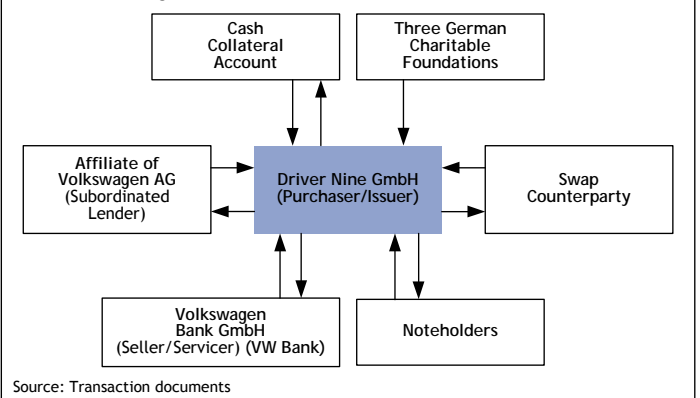 Cash
Collateral
Account
Three German
Charitable
Foundations
Affiliate of
Volkswagen AG
(Subordinated
Lender)
Driver Nine GmbH
(Purchaser/Issuer)
Swap
Counterparty
Volkswagen
Bank GmbH
(Seller/Servicer) (VW Bank)
Noteholders
Source: Transaction documents